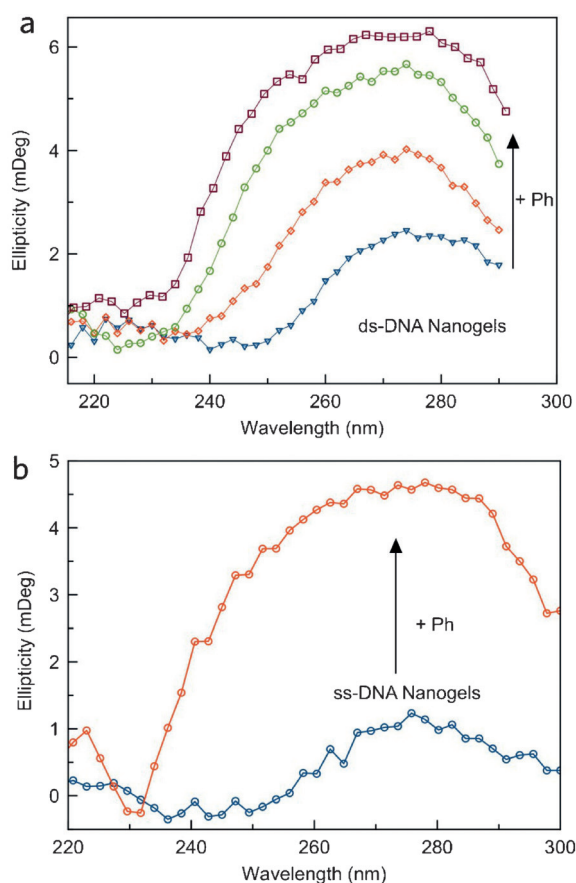 a
6
4
2
0
Ellipticity (mDeg)
+ Ph
ds-DNA Nanogels
220 240 260 280 300
Wavelength (nm)
b
5
4
3
2
1
0
Ellipticity (mDeg)
+ Ph
ss-DNA Nanogels
220 240 260 280 300
Wavelength (nm)